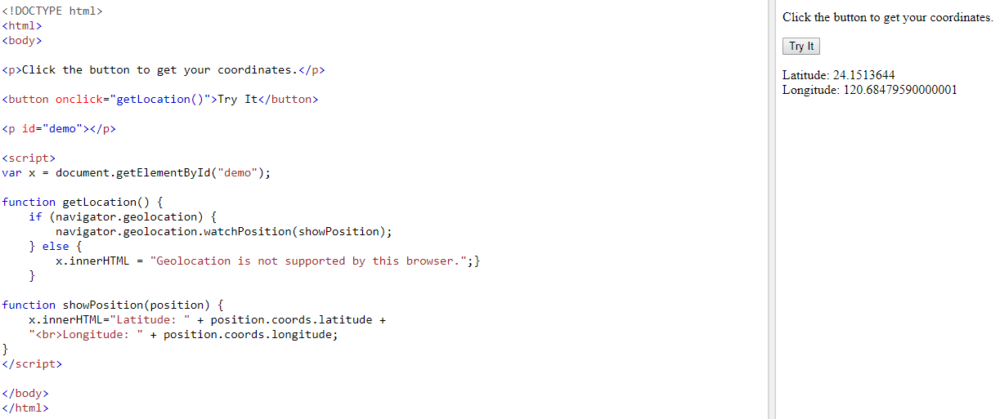 <!DOCTYPE html>
<html>
<body>

<p>Click the button to get your coordinates.</p>

<button onclick="getLocation()">Try It</button>

<p id="demo"></p>

<script>
var x = document.getElementById("demo");

function getLocation() {
    if (navigator.geolocation) {
        navigator.geolocation.watchPosition(showPosition);
    } else {
        x.innerHTML = "Geolocation is not supported by this browser.";}
    }

function showPosition(position) {
    x.innerHTML="Latitude: " + position.coords.latitude +
    "<br>Longitude: " + position.coords.longitude;
}
</script>

</body>
</html>

Click the button to get your coordinates.
Try It
Latitude: 24.1513644
Longitude: 120.68479590000001